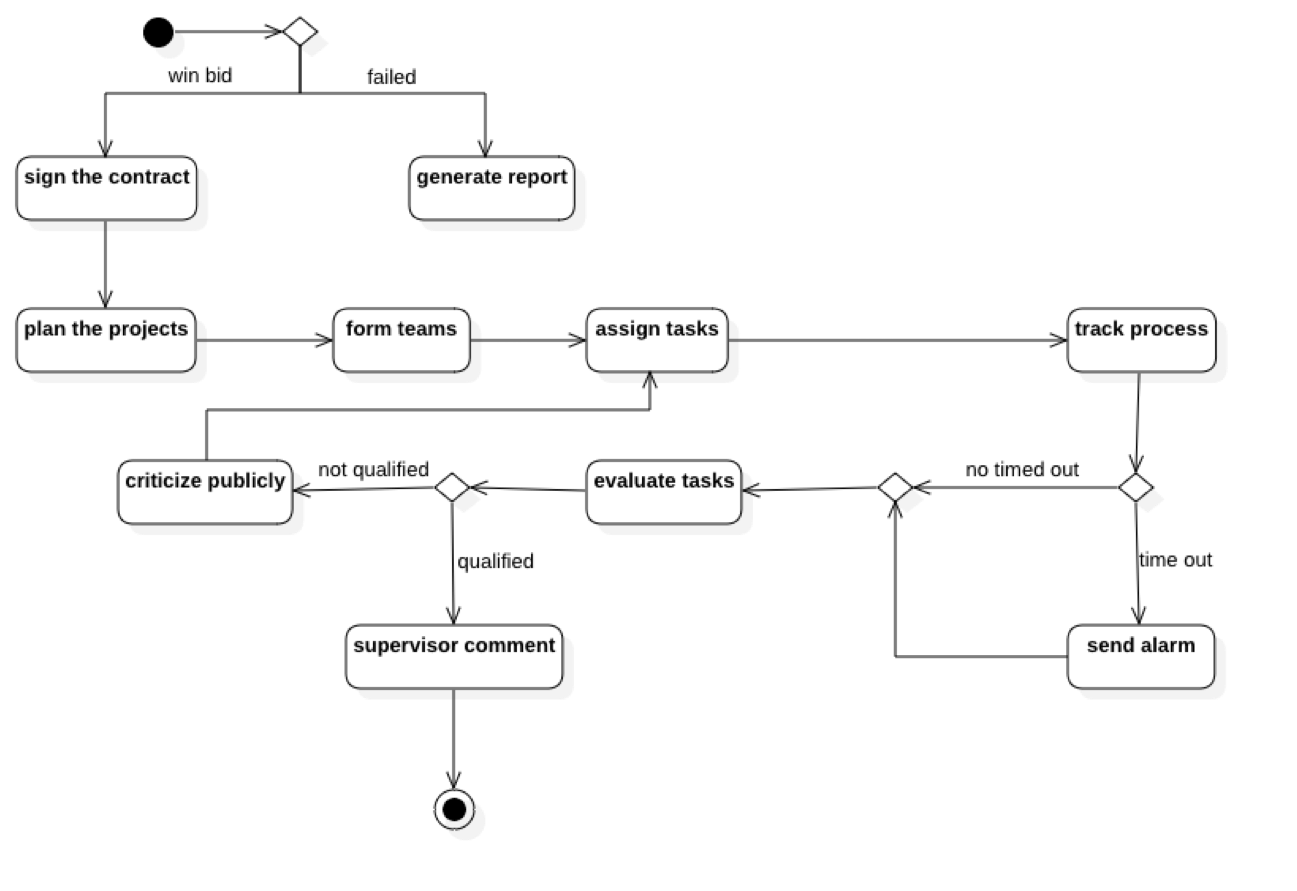 win bid
failed
sign the contract
generate report
plan the projects
form teams
assign tasks
track process
criticize publicly
not qualified
evaluate tasks
no timed out
qualified
time out
supervisor comment
send alarm